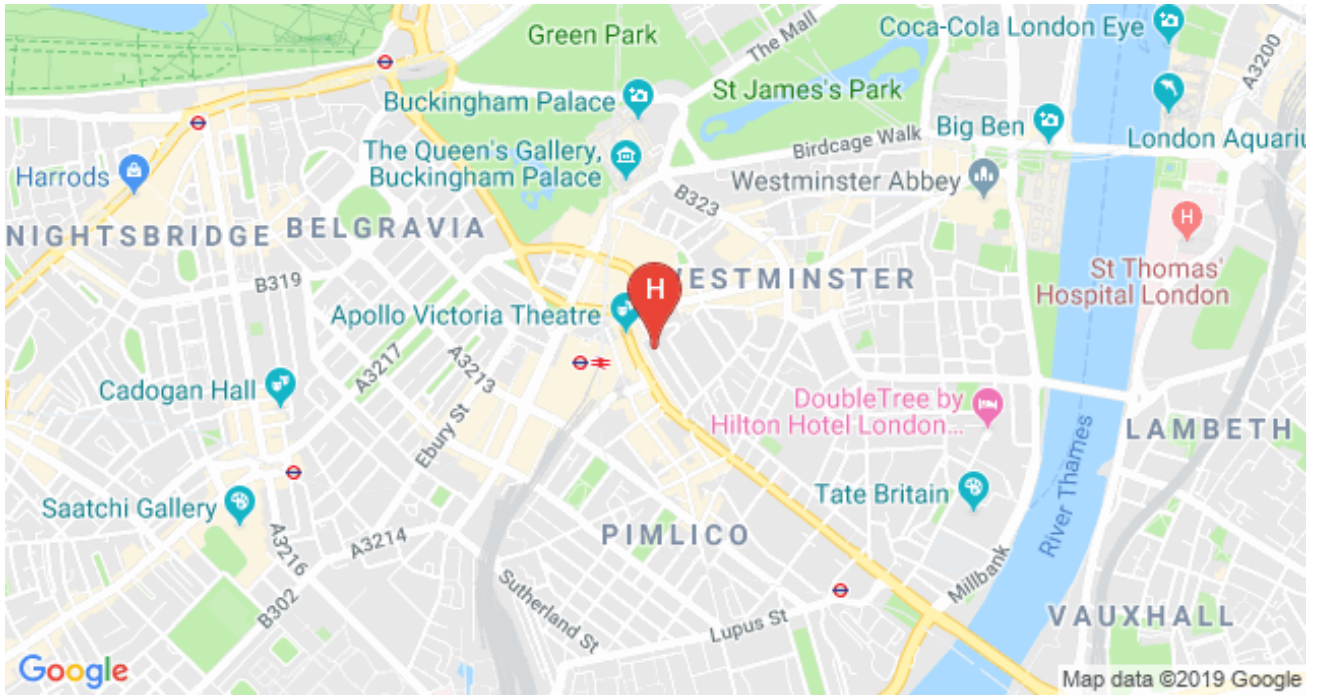 Coca-Cola London Eye
A3200
The Mall
Green Park
Buckingham Palace
St James's Park
Big Ben
London Aquariu
Birdcage Walk
The Queen's Gallery,
Buckingham Palace
Harrods
Westminster Abbey
B323
H
NIGHTSBRIDGE
BELGRAVIA
St Thomas'
Hospital London
B319
H
ESTMINSTER
Apollo Victoria Theatre
A3217
A3213
Cadogan Hall
DoubleTree by
Hilton Hotel London...
Ebury St
LAMBETH
River Thames
Saatchi Gallery
Tate Britain
A3214
A3216
PIMLICO
Millbank
B302
Sutherland St
Lupus St
VAUXHALL
Google
Map data ©2019 Google